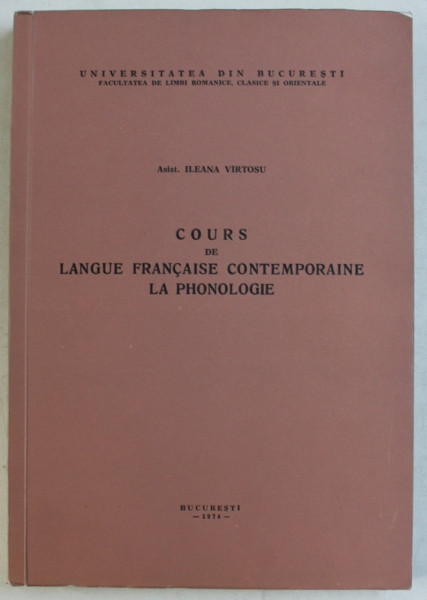 UNIVERSITATEA DIN BUCUREȘTI
FACULTATEA DE LIMBI ROMANICE, CLASICE ȘI ORIENTALE
Asist. ILEANA VIRTOSU
COURS
DE
LANGUE FRANÇAISE CONTEMPORAINE
LA PHONOLOGIE
BUCUREȘTI
— 1974 —